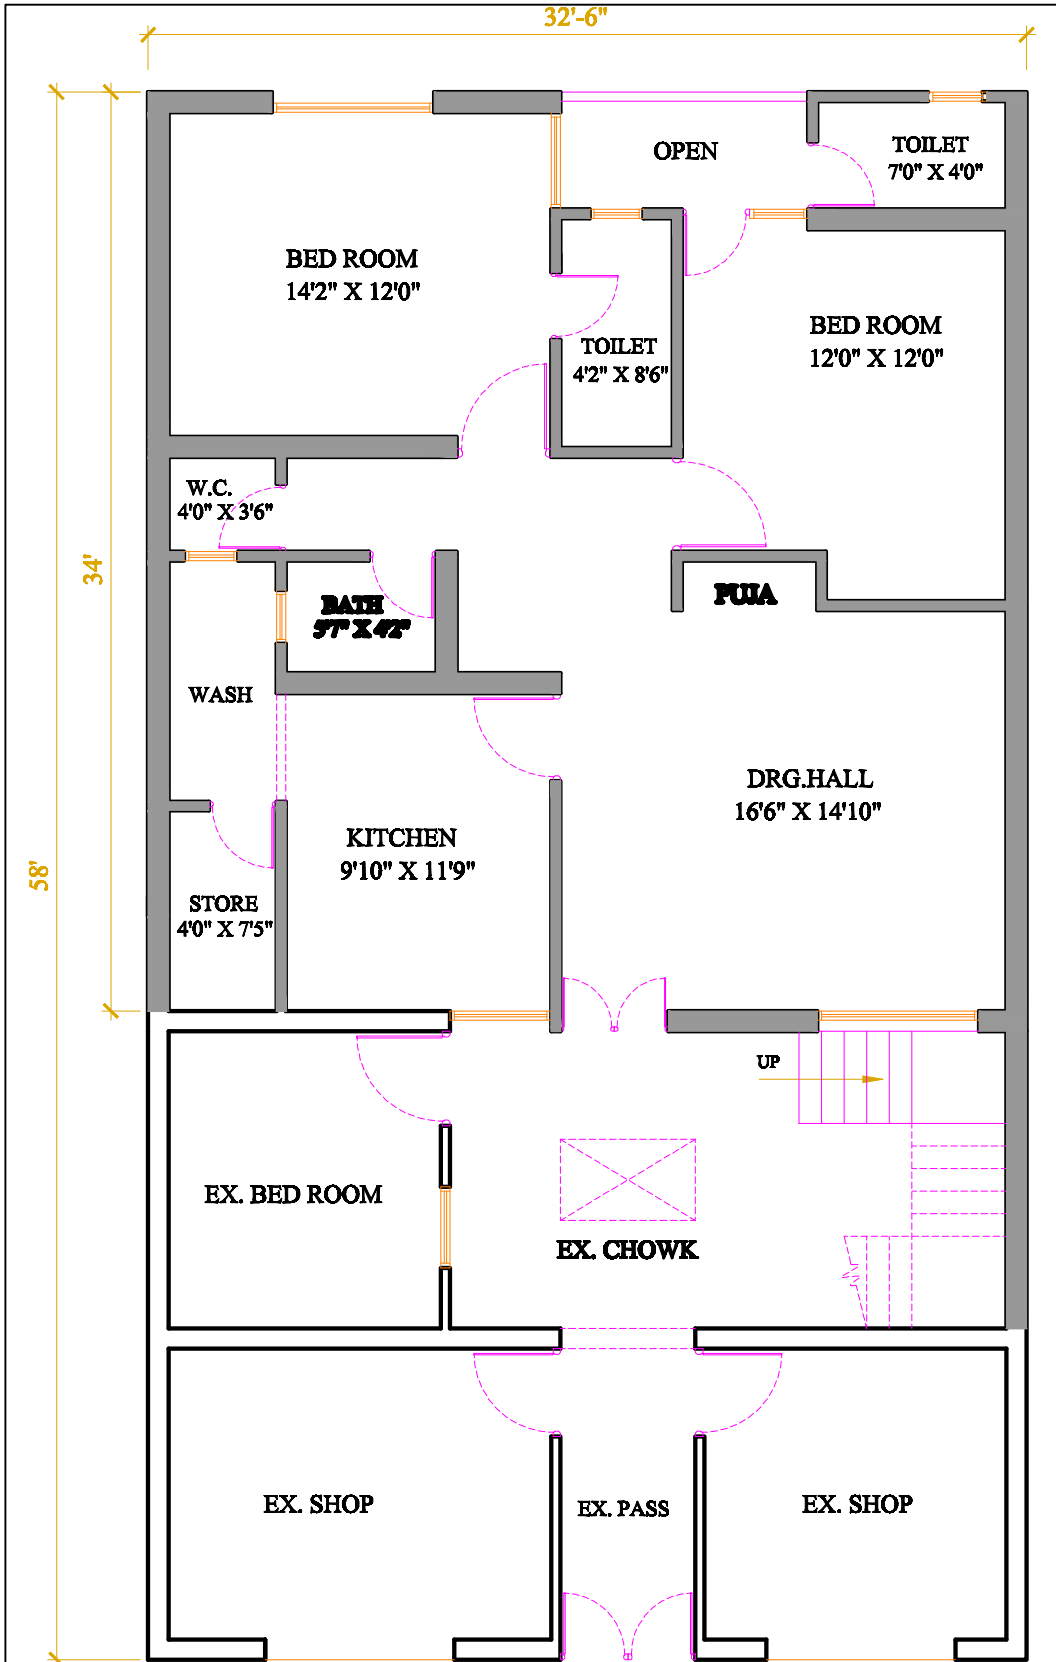 32'-6"
OPEN
TOILET
7'0" X 4'0"
BED ROOM
14'2" X 12'0"
BED ROOM
12'0" X 12'0"
TOILET
4'2" X 8'6"
W.C.
4'0" X 3'6"
34'
BATH
5'7" X 4'2"
PUJA
WASH
DRG.HALL
16'6" X 14'10"
KITCHEN
9'10" X 11'9"
58'
STORE
4'0" X 7'5"
UP
EX. BED ROOM
EX. CHOWK
EX. SHOP
EX. PASS
EX. SHOP